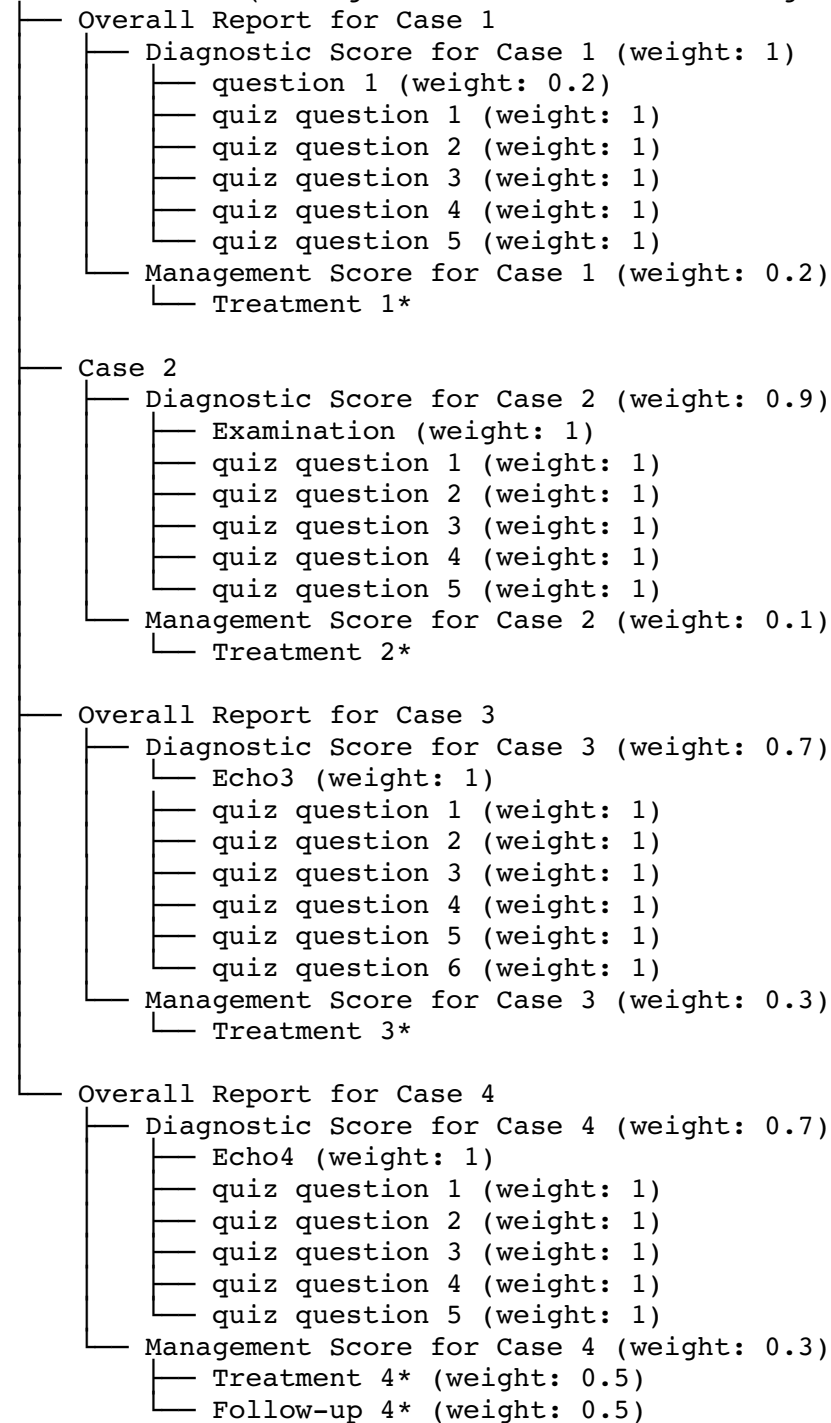 Overall Report for Case 1
Diagnostic Score for Case 1 (weight: 1)
question 1 (weight: 0.2)
quiz question 1 (weight: 1)
quiz question 2 (weight: 1)
quiz question 3 (weight: 1)
quiz question 4 (weight: 1)
quiz question 5 (weight: 1)
Management Score for Case 1 (weight: 0.2)
Treatment 1*
Case 2
Diagnostic Score for Case 2 (weight: 0.9)
Examination (weight: 1)
quiz question 1 (weight: 1)
quiz question 2 (weight: 1)
quiz question 3 (weight: 1)
quiz question 4 (weight: 1)
quiz question 5 (weight: 1)
Management Score for Case 2 (weight: 0.1)
Treatment 2*
Overall Report for Case 3
Diagnostic Score for Case 3 (weight: 0.7)
Echo3 (weight: 1)
quiz question 1 (weight: 1)
quiz question 2 (weight: 1)
quiz question 3 (weight: 1)
quiz question 4 (weight: 1)
quiz question 5 (weight: 1)
quiz question 6 (weight: 1)
Management Score for Case 3 (weight: 0.3)
Treatment 3*
Overall Report for Case 4
Diagnostic Score for Case 4 (weight: 0.7)
Echo4 (weight: 1)
quiz question 1 (weight: 1)
quiz question 2 (weight: 1)
quiz question 3 (weight: 1)
quiz question 4 (weight: 1)
quiz question 5 (weight: 1)
Management Score for Case 4 (weight: 0.3)
Treatment 4* (weight: 0.5)
Follow-up 4* (weight: 0.5)